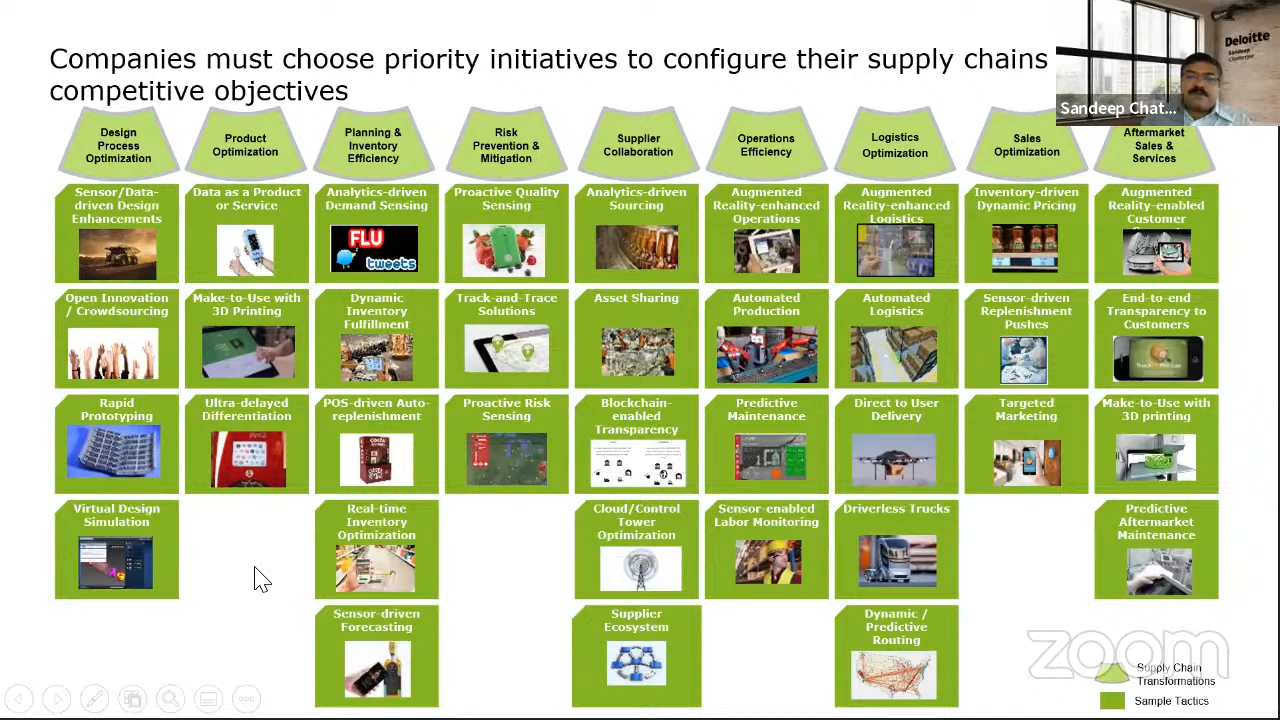 Companies must choose priority initiatives to configure their supply chains
competitive objectives
Deloitte
Sandeep
Chatterjee
Sandeep Chat...
Design
Process
Optimization
Product
Optimization
Planning &
Inventory
Efficiency
Risk
Prevention &
Mitigation
Supplier
Collaboration
Operations
Efficiency
Logistics
Optimization
Sales
Optimization
Aftermarket
Sales &
Services
Sensor/Data-
driven Design
Enhancements
Data as a Product
or Service
Analytics-driven
Demand Sensing
FLU
tweets
Proactive Quality
Sensing
Analytics-driven
Sourcing
Augmented
Reality-enhanced
Operations
Augmented
Reality-enhanced
Logistics
Inventory-driven
Dynamic Pricing
Augmented
Reality-enabled
Customer
Open Innovation
/ Crowdsourcing
Make-to-Use with
3D Printing
Dynamic
Inventory
Fulfillment
Track-and-Trace
Solutions
Asset Sharing
Automated
Production
Automated
Logistics
Sensor-driven
Replenishment
Pushes
End-to-end
Transparency to
Customers
Rapid
Prototyping
Ultra-delayed
Differentiation
POS-driven Auto-
replenishment
COSTA
Proactive Risk
Sensing
Blockchain-
enabled
Transparency
Predictive
Maintenance
Direct to User
Delivery
Targeted
Marketing
Make-to-Use with
3D printing
Virtual Design
Simulation
Real-time
Inventory
Optimization
Cloud/Control
Tower
Optimization
Sensor-enabled
Labor Monitoring
Driverless Trucks
Predictive
Aftermarket
Maintenance
Sensor-driven
Forecasting
Supplier
Ecosystem
Dynamic /
Predictive
Routing
zoom
Supply Chain
Transformations
Sample Tactics